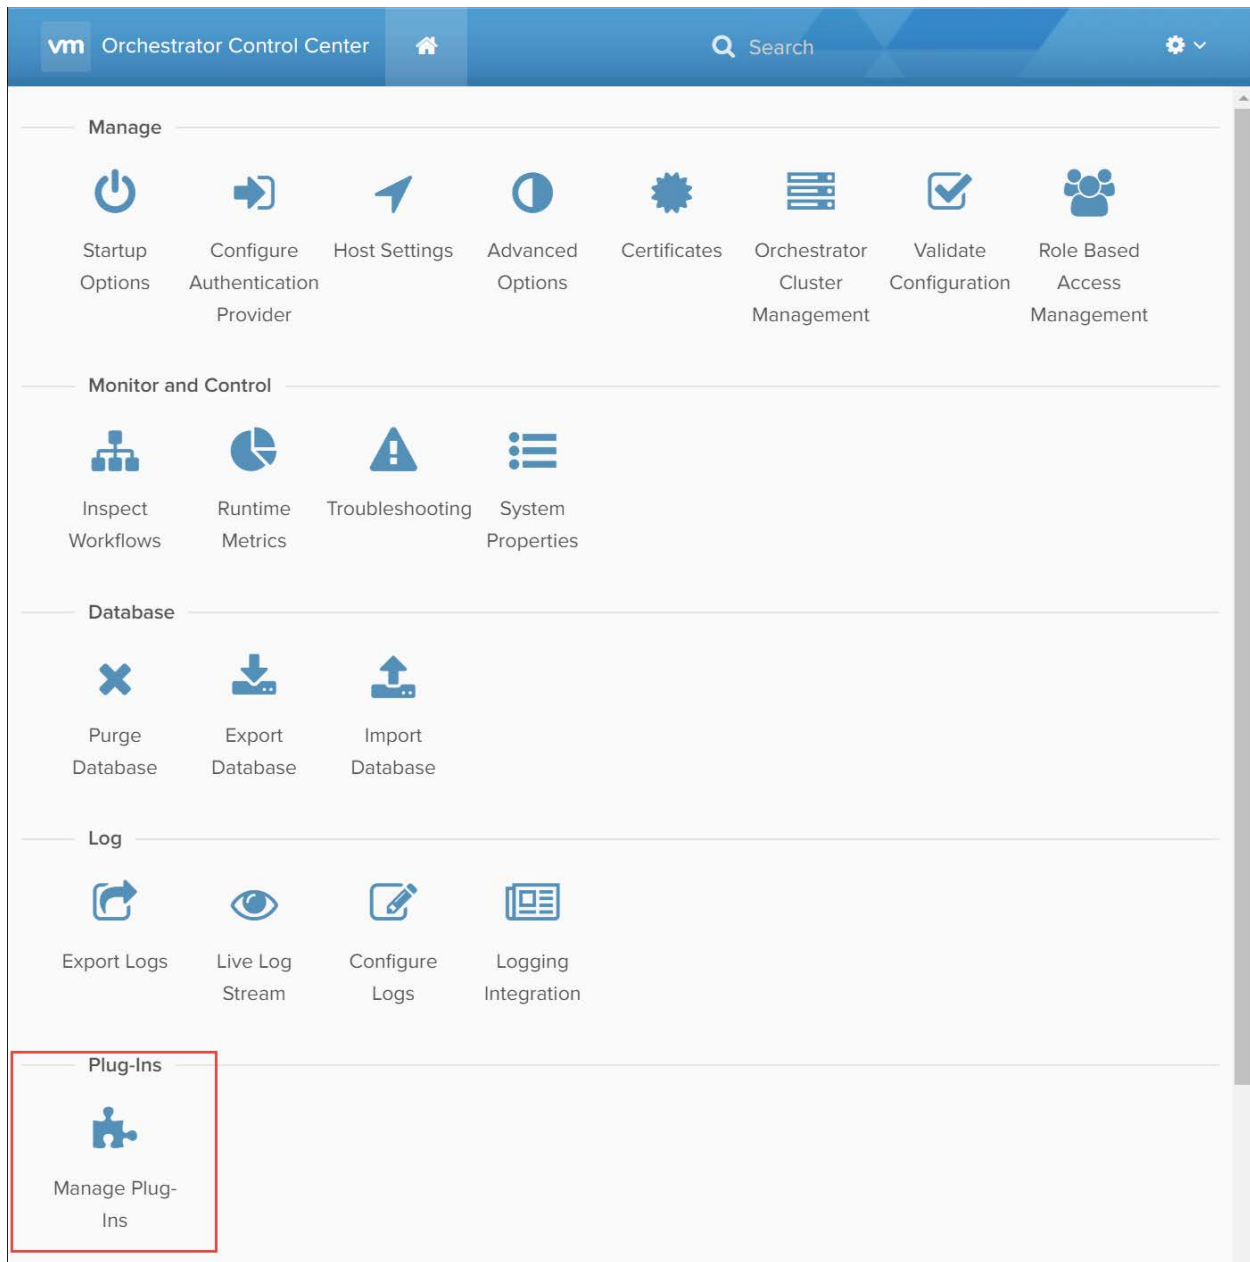 vm Orchestrator Control Center Search
Manage
Startup Configure Host Settings Advanced Certificates Orchestrator Validate Role Based
Options Authentication Options Cluster Configuration Access
Provider Management Management
Monitor and Control
Inspect Runtime Troubleshooting System
Workflows Metrics Properties
Database
Purge Export Import
Database Database Database
Log
Export Logs Live Log Configure Logging
Stream Logs Integration
Plug-Ins
Manage Plug-
Ins